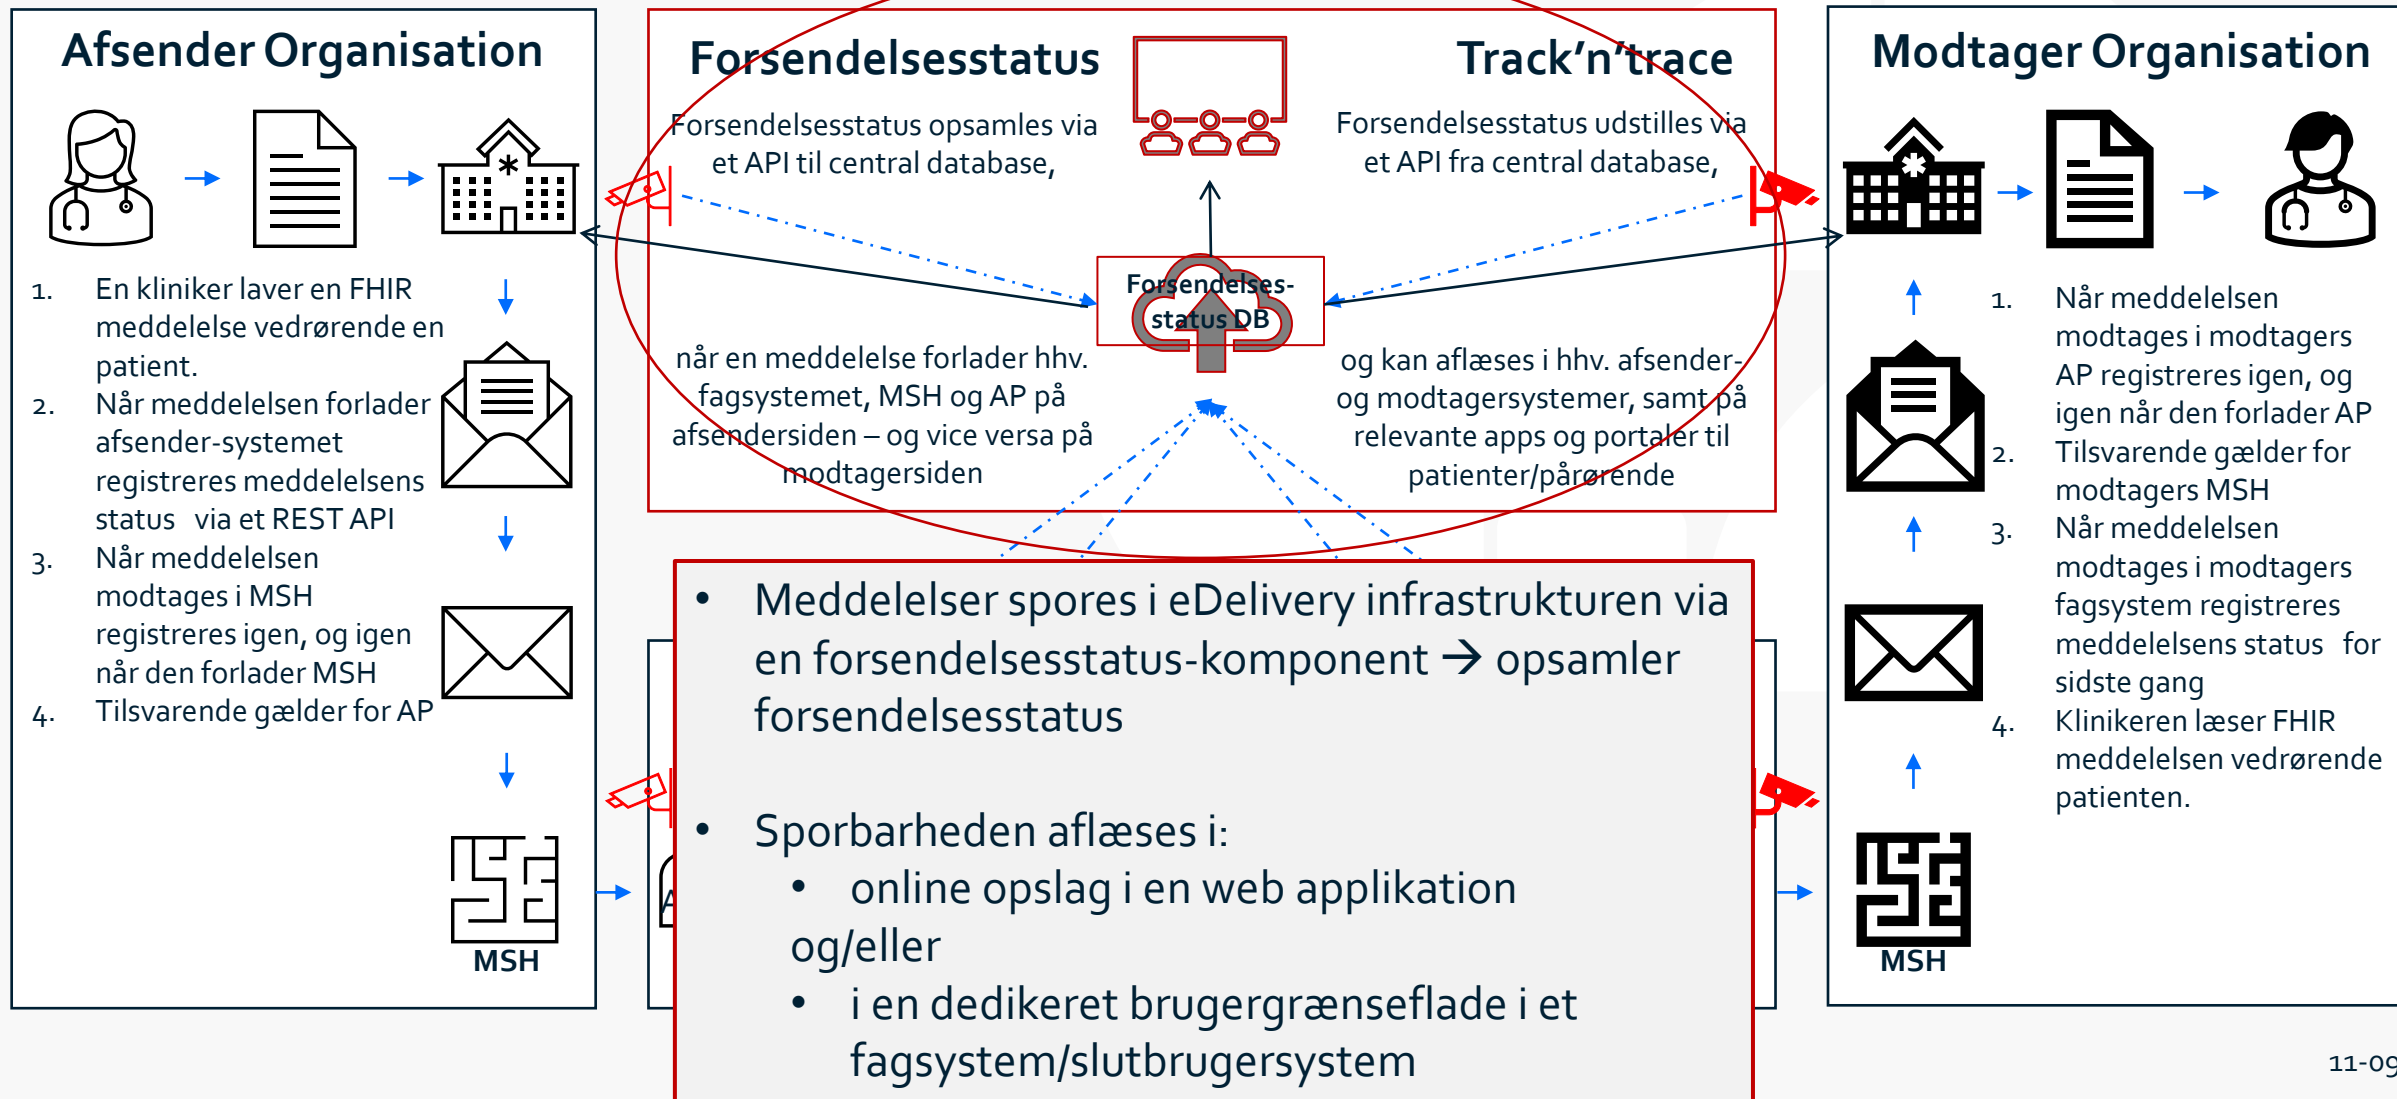 Afsender Organisation
1. En kliniker laver en FHIR
meddelelse vedrørende en
patient.
2. Når meddelelsen forlader
afsender-systemet
registreres meddelelsens
status via et REST API
3. Når meddelelsen
modtages i MSH
registreres igen, og igen
når den forlader MSH
4. Tilsvarende gælder for AP
MSH
Forsendelsesstatus
Forsendelsesstatus opsamles via
et API til central database,
når en meddelelse forlader hhv.
fagsystemet, MSH og AP på
afsendersiden – og vice versa på
modtagersiden
Forsendelses-
status DB
Track’n’trace
Forsendelsesstatus udstilles via
et API fra central database,
og kan aflæses i hhv. afsender-
og modtagersystemer, samt på
relevante apps og portaler til
patienter/pårørende
• Meddelelser spores i eDelivery infrastrukturen via
en forsendelsesstatus-komponent → opsamler
forsendelsesstatus
• Sporbarheden aflæses i:
• online opslag i en web applikation
og/eller
• i en dedikeret brugergrænseflade i et
fagsystem/slutbrugersystem
Modtager Organisation
1. Når meddelelsen
modtages i modtagers
AP registreres igen, og
igen når den forlader AP
2. Tilsvarende gælder for
modtagers MSH
3. Når meddelelsen
modtages i modtagers
fagsystem registreres
meddelelsens status for
sidste gang
4. Klinikeren læser FHIR
meddelelsen vedrørende
patienten.
MSH
11-09